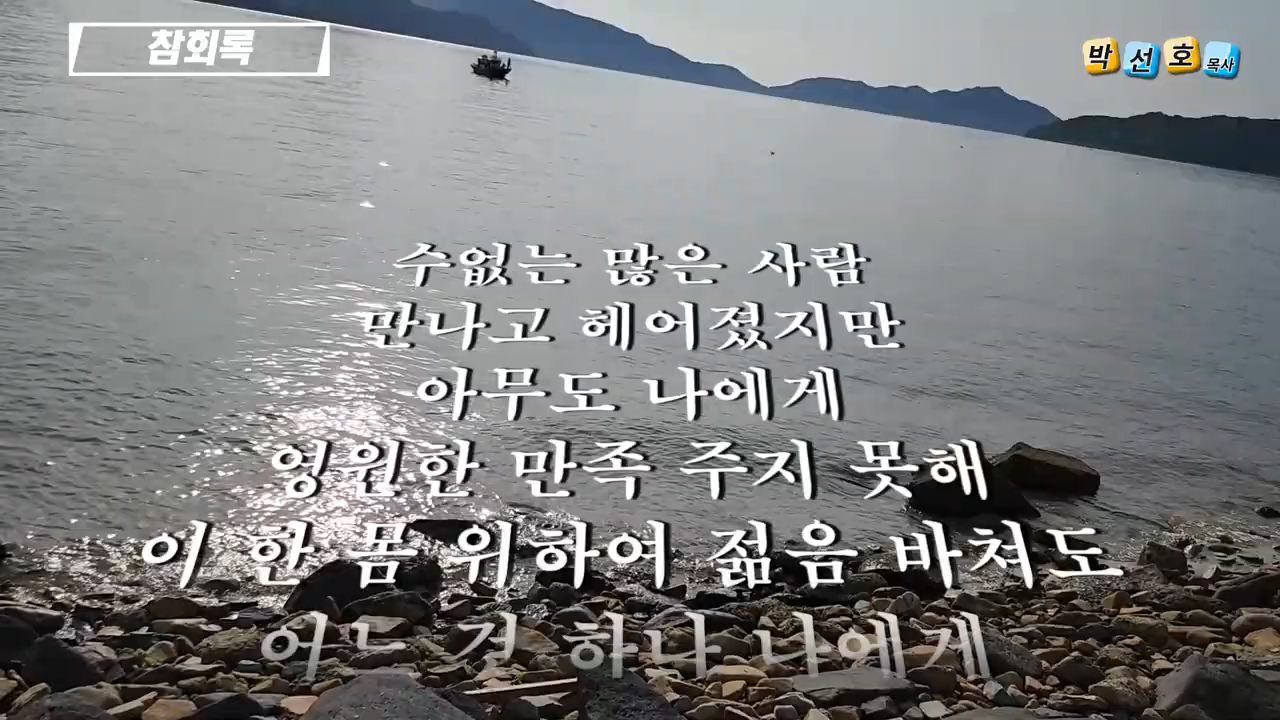 참회록
박선호 목사
수없는 많은 사람
만나고 헤어졌지만
아무도 나에게
영원한 만족 주지 못해
이 한 몸 위하여 젊음 바쳐도
어느 것 하나 나에게